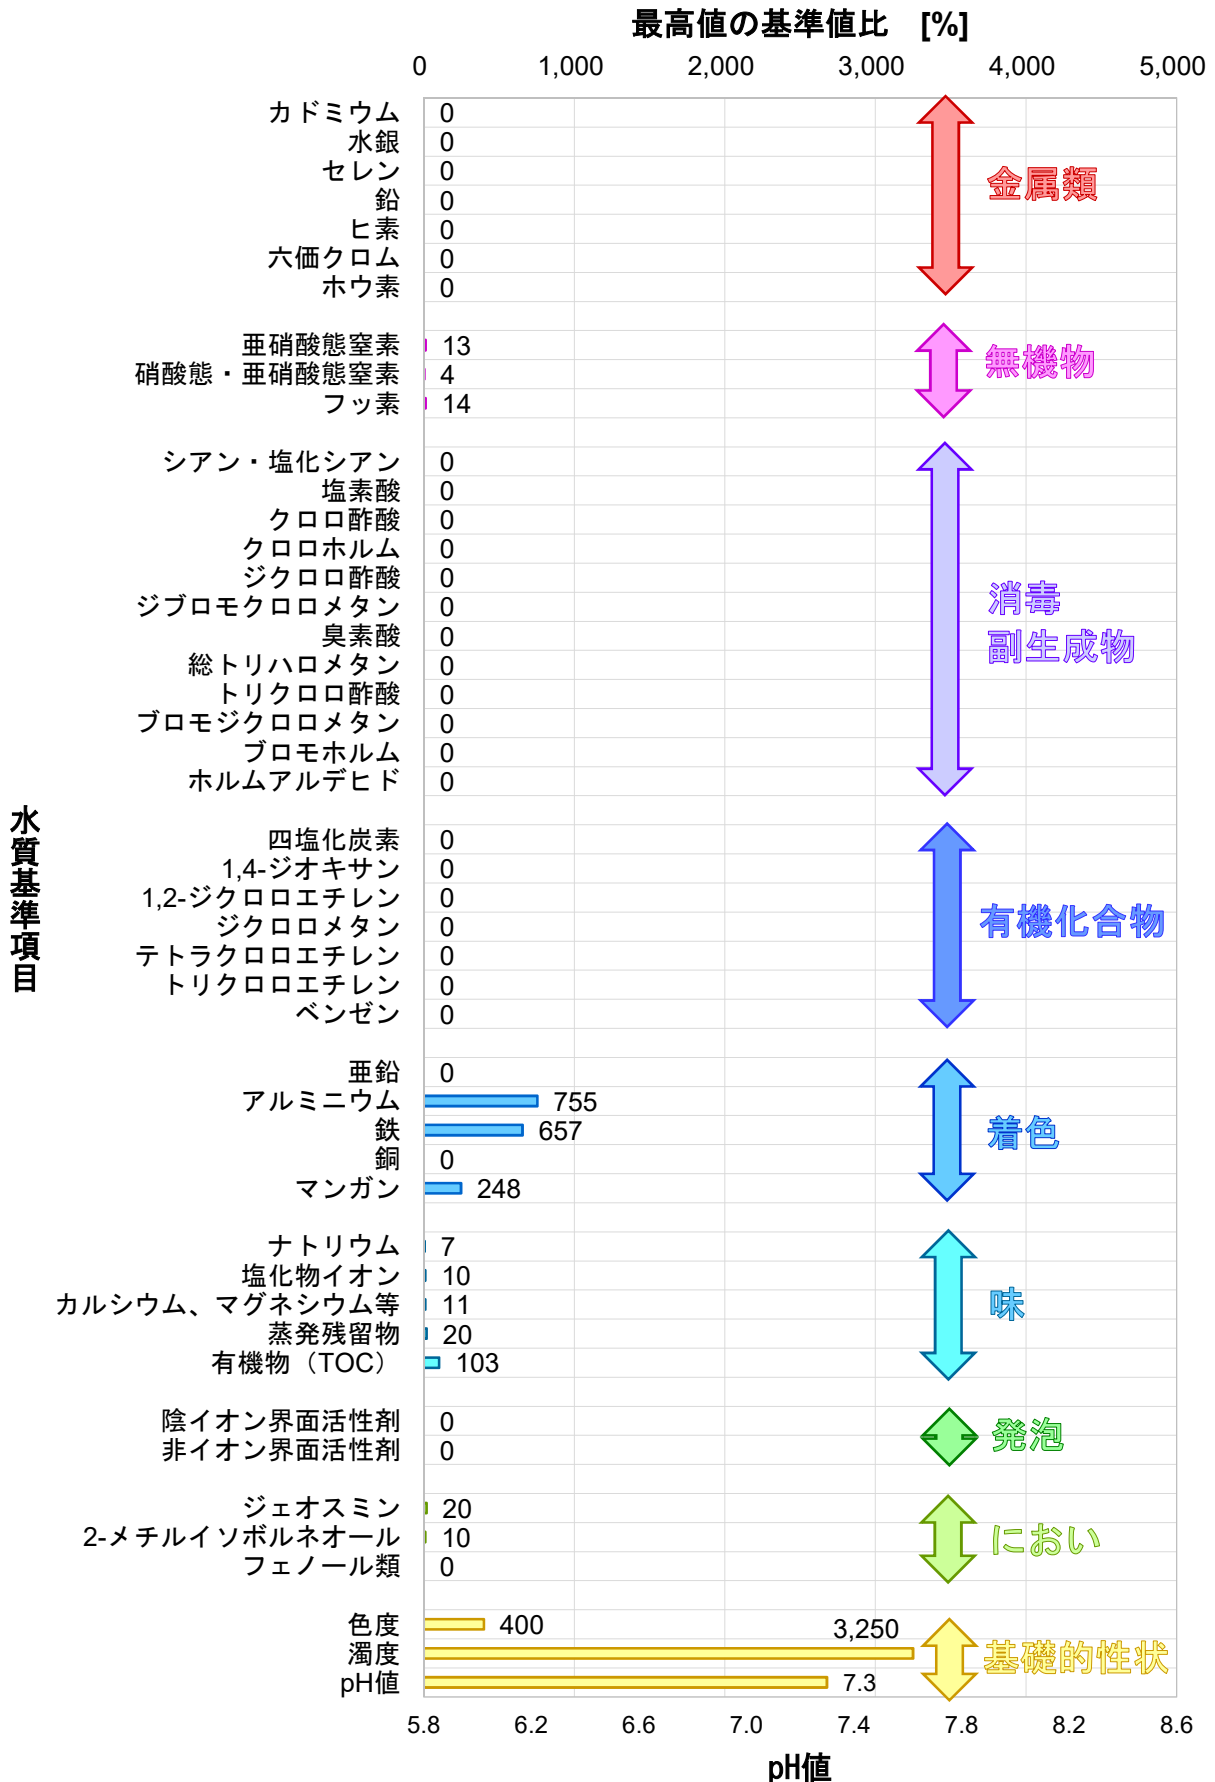 最高値の基準値比 [%]
0 1,000 2,000 3,000 4,000 5,000
水質基準項目
カドミウム 0
水銀 0
セレン 0
鉛 0
ヒ素 0
六価クロム 0
ホウ素 0
金属類
亜硝酸態窒素 13
硝酸態・亜硝酸態窒素 4
フッ素 14
無機物
シアン・塩化シアン 0
塩素酸 0
クロロ酢酸 0
クロロホルム 0
ジクロロ酢酸 0
ジブロモクロロメタン 0
臭素酸 0
総トリハロメタン 0
トリクロロ酢酸 0
ブロモジクロロメタン 0
ブロモホルム 0
ホルムアルデヒド 0
消毒
副生成物
四塩化炭素 0
1,4-ジオキサン 0
1,2-ジクロロエチレン 0
ジクロロメタン 0
テトラクロロエチレン 0
トリクロロエチレン 0
ベンゼン 0
有機化合物
亜鉛 0
アルミニウム 755
鉄 657
銅 0
マンガン 248
着色
ナトリウム 7
塩化物イオン 10
カルシウム、マグネシウム等 11
蒸発残留物 20
有機物（TOC） 103
味
陰イオン界面活性剤 0
非イオン界面活性剤 0
発泡
ジェオスミン 20
2-メチルイソボルネオール 10
フェノール類 0
におい
色度 400
濁度 3,250
pH値 7.3
基礎的性状
5.8 6.2 6.6 7.0 7.4 7.8 8.2 8.6
pH値